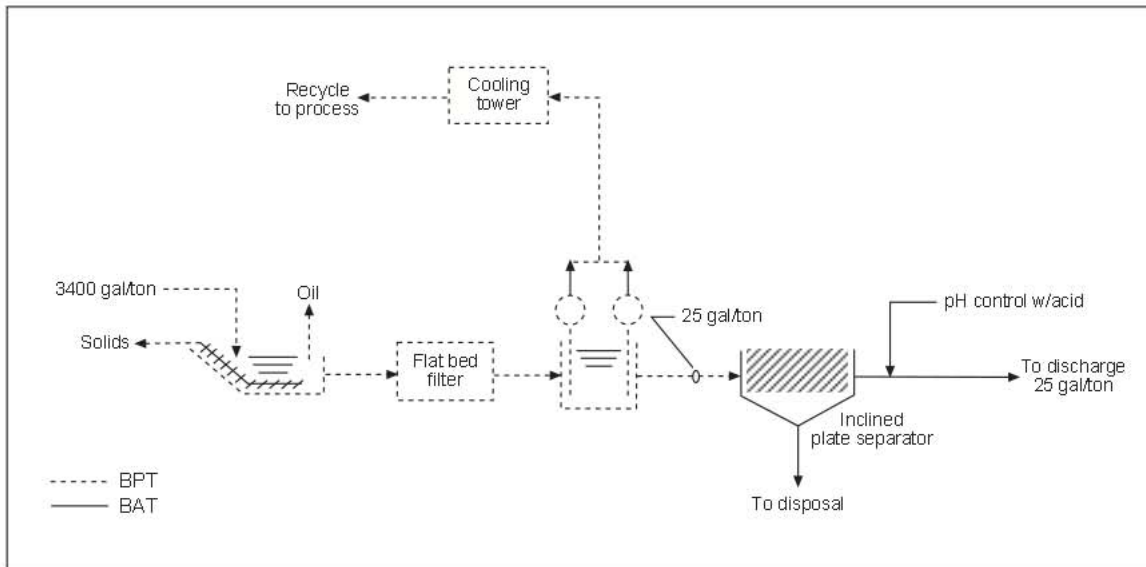 Recycle
to process
Cooling
tower
3400 gal/ton
Oil
Solids
Flat bed
filter
25 gal/ton
pH control w/acid
To discharge
25 gal/ton
Inclined
plate separator
To disposal
BPT
BAT